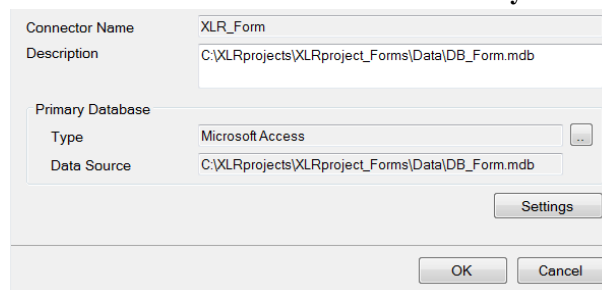 Connector Name XLR_Form
Description C:\XLRprojects\XLRproject_Forms\Data\DB_Form.mdb
Primary Database
Type Microsoft Access ..
Data Source C:\XLRprojects\XLRproject_Forms\Data\DB_Form.mdb
Settings
OK Cancel